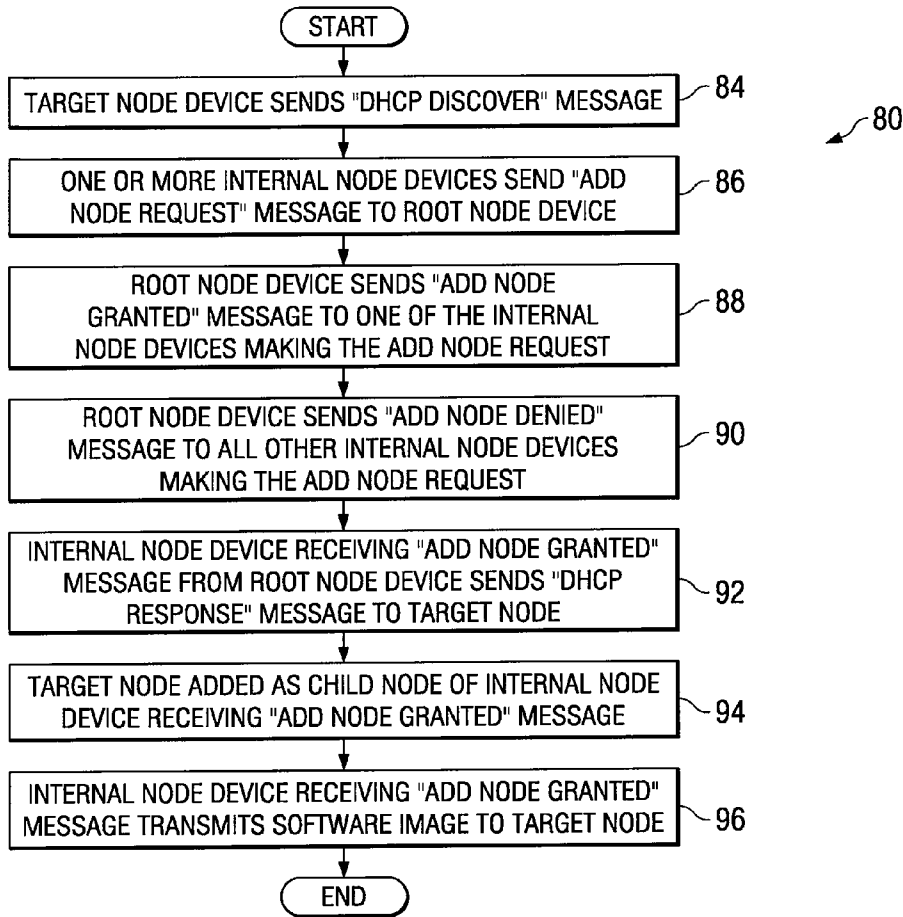 START
TARGET NODE DEVICE SENDS "DHCP DISCOVER" MESSAGE
84
80
ONE OR MORE INTERNAL NODE DEVICES SEND "ADD
NODE REQUEST" MESSAGE TO ROOT NODE DEVICE
86
ROOT NODE DEVICE SENDS "ADD NODE
GRANTED" MESSAGE TO ONE OF THE INTERNAL
NODE DEVICES MAKING THE ADD NODE REQUEST
88
ROOT NODE DEVICE SENDS "ADD NODE DENIED"
MESSAGE TO ALL OTHER INTERNAL NODE DEVICES
MAKING THE ADD NODE REQUEST
90
INTERNAL NODE DEVICE RECEIVING "ADD NODE GRANTED"
MESSAGE FROM ROOT NODE DEVICE SENDS "DHCP
RESPONSE" MESSAGE TO TARGET NODE
92
TARGET NODE ADDED AS CHILD NODE OF INTERNAL NODE
DEVICE RECEIVING "ADD NODE GRANTED" MESSAGE
94
INTERNAL NODE DEVICE RECEIVING "ADD NODE GRANTED"
MESSAGE TRANSMITS SOFTWARE IMAGE TO TARGET NODE
96
END